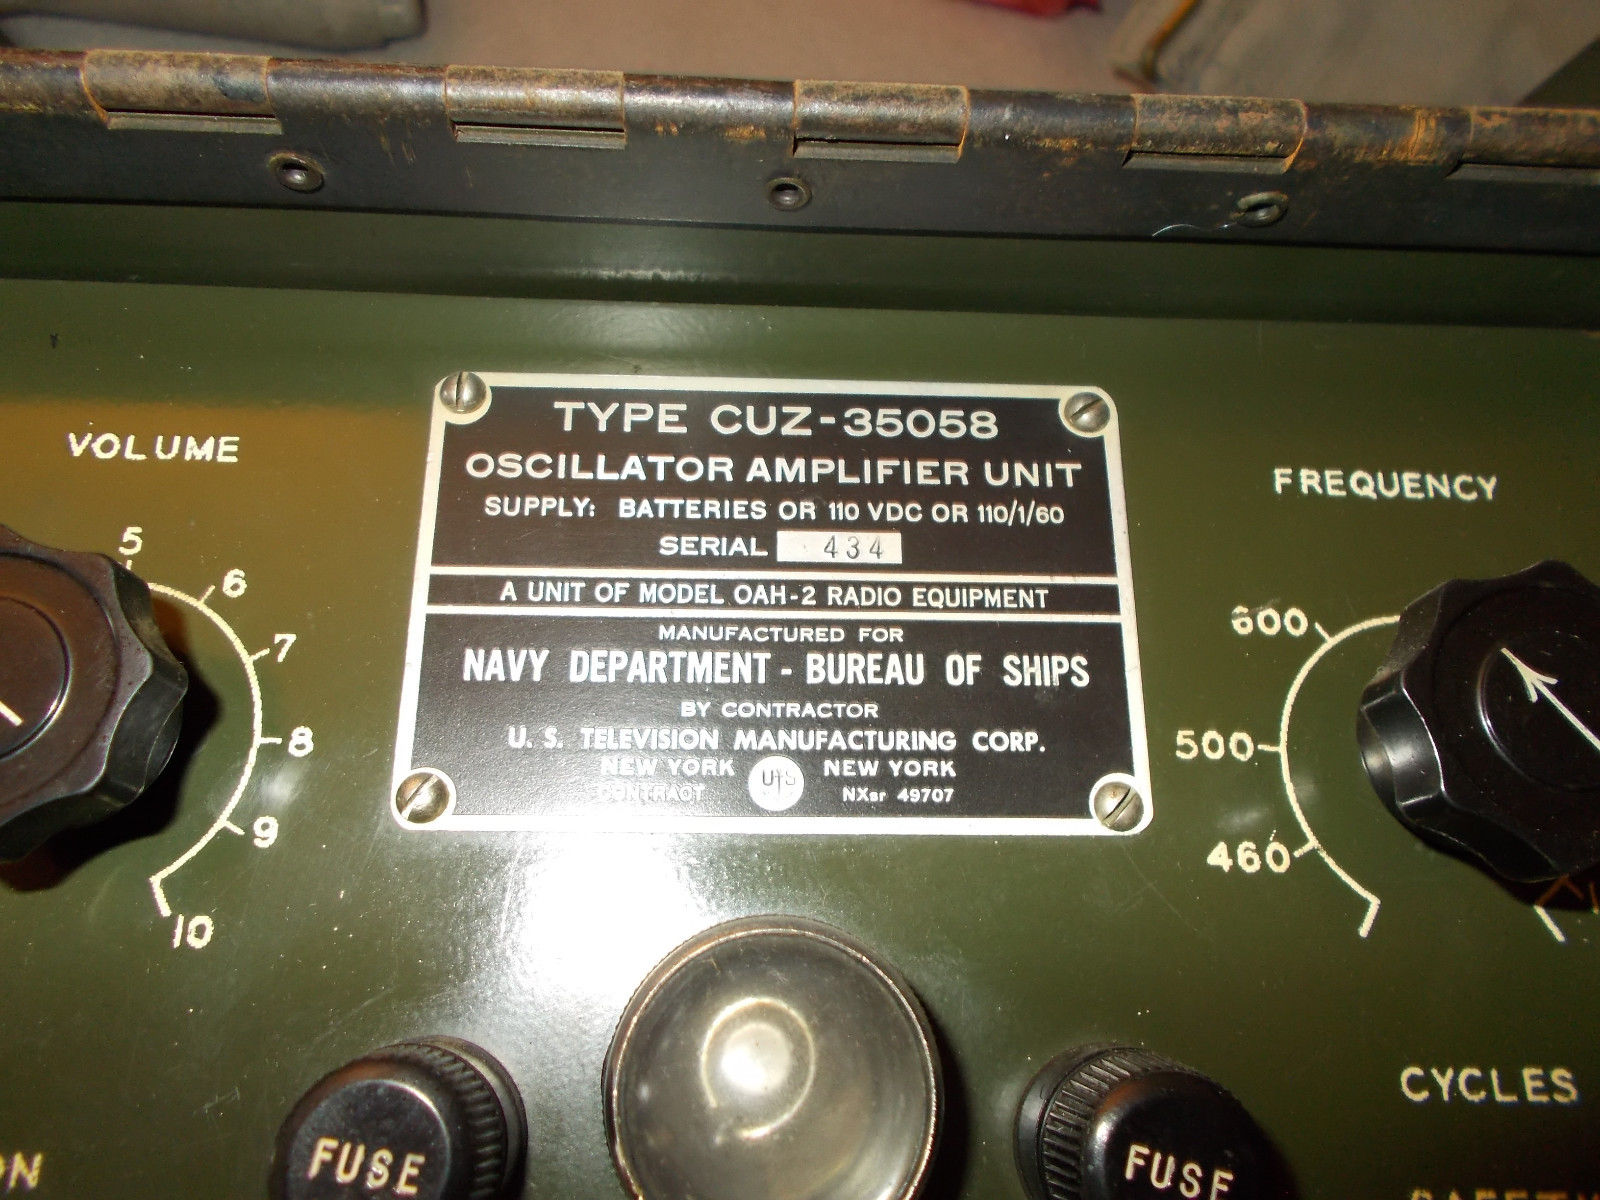 TYPE CUZ-35058
OSCILLATOR AMPLIFIER UNIT
SUPPLY: BATTERIES OR 110 VDC OR 110/1/60
SERIAL 434
A UNIT OF MODEL OAH-2 RADIO EQUIPMENT
MANUFACTURED FOR
NAVY DEPARTMENT - BUREAU OF SHIPS
BY CONTRACTOR
U. S. TELEVISION MANUFACTURING CORP.
NEW YORK UTS NEW YORK
CONTRACT NXsr 49707
VOLUME
5
6
7
8
9
10
FREQUENCY
600
500
460
CYCLES
FUSE
FUSE